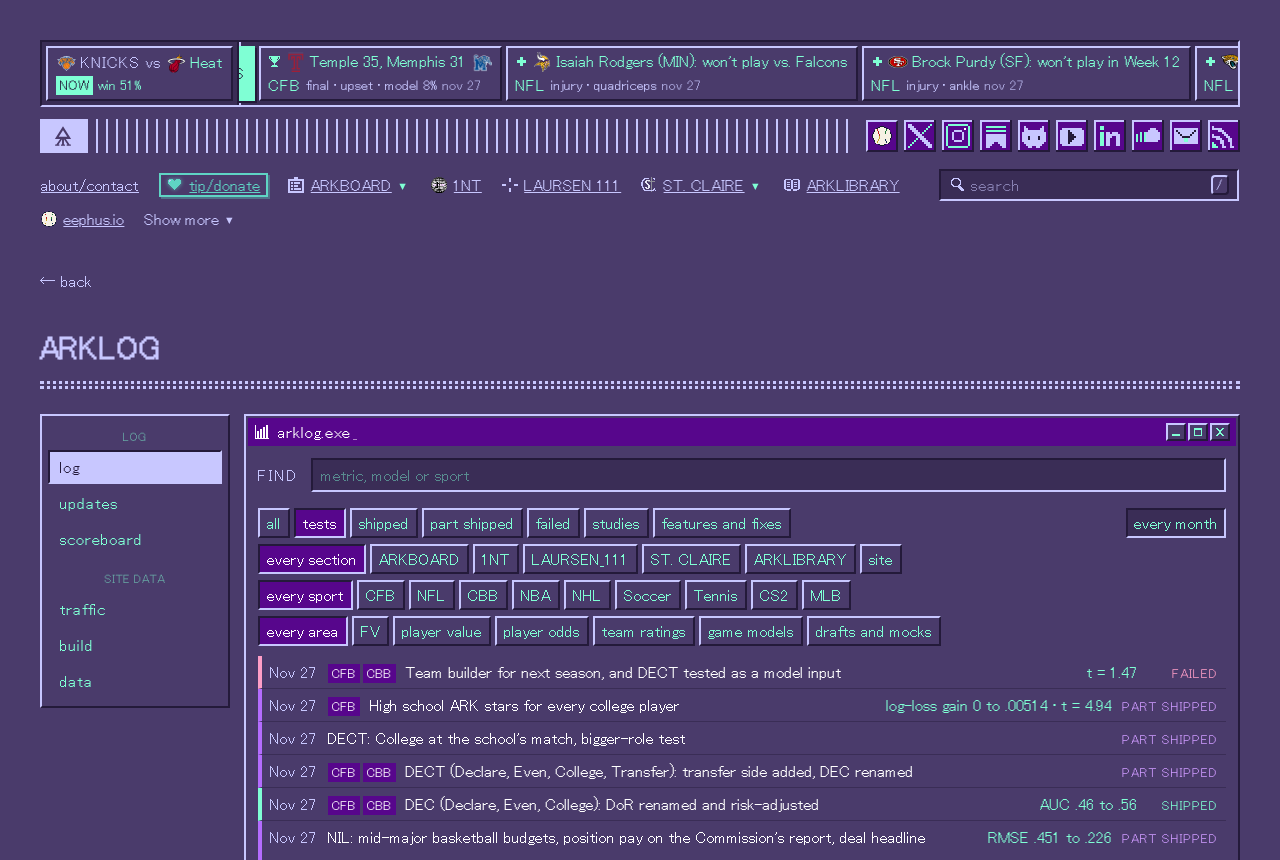 KNICKS vs Heat
NOW win 51%
Temple 35, Memphis 31
CFB final · upset · model 8% nov 27
Isaiah Rodgers (MIN): won't play vs. Falcons
NFL injury · quadriceps nov 27
Brock Purdy (SF): won't play in Week 12
NFL injury · ankle nov 27
NFL
about/contact
tip/donate
ARKBOARD ▾
1NT
LAURSEN 111
ST. CLAIRE ▾
ARKLIBRARY
search /
eephus.io
Show more ▾
← back
ARKLOG
LOG
log
updates
scoreboard
SITE DATA
traffic
build
data
arklog.exe_
FIND metric, model or sport
all tests shipped part shipped failed studies features and fixes every month
every section ARKBOARD 1NT LAURSEN_111 ST. CLAIRE ARKLIBRARY site
every sport CFB NFL CBB NBA NHL Soccer Tennis CS2 MLB
every area FV player value player odds team ratings game models drafts and mocks
Nov 27 CFB CBB Team builder for next season, and DECT tested as a model input t = 1.47 FAILED
Nov 27 CFB High school ARK stars for every college player log-loss gain 0 to .00514 · t = 4.94 PART SHIPPED
Nov 27 DECT: College at the school's match, bigger-role test PART SHIPPED
Nov 27 CFB CBB DECT (Declare, Even, College, Transfer): transfer side added, DEC renamed PART SHIPPED
Nov 27 CFB CBB DEC (Declare, Even, College): DoR renamed and risk-adjusted AUC .46 to .56 SHIPPED
Nov 27 NIL: mid-major basketball budgets, position pay on the Commission's report, deal headline RMSE .451 to .226 PART SHIPPED